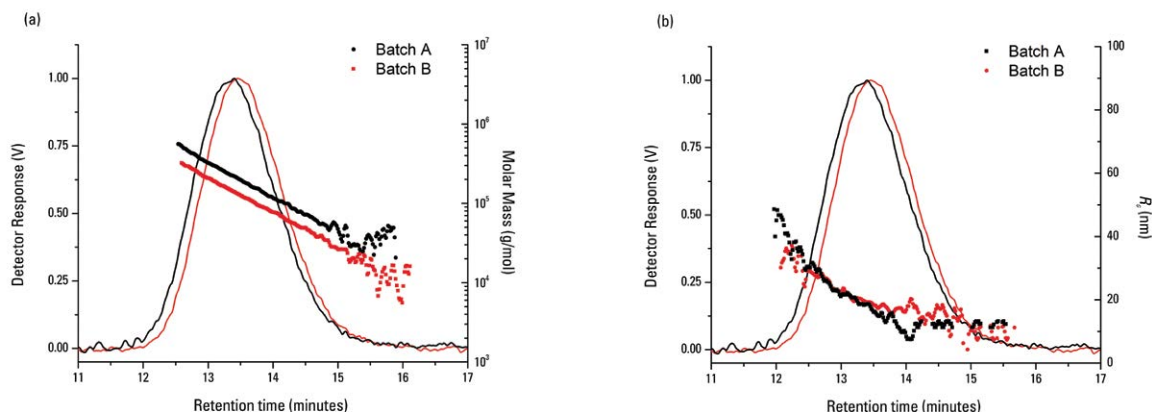 (a)
Batch A
Batch B
1.00
0.75
0.50
0.25
0.00
Detector Response (V)
10⁷
10⁶
10⁵
10⁴
10³
Molar Mass (g/mol)
11 12 13 14 15 16 17
Retention time (minutes)
(b)
Batch A
Batch B
1.00
0.75
0.50
0.25
0.00
Detector Response (V)
100
80
60
40
20
0
(nm)
11 12 13 14 15 16 17
Retention time (minutes)